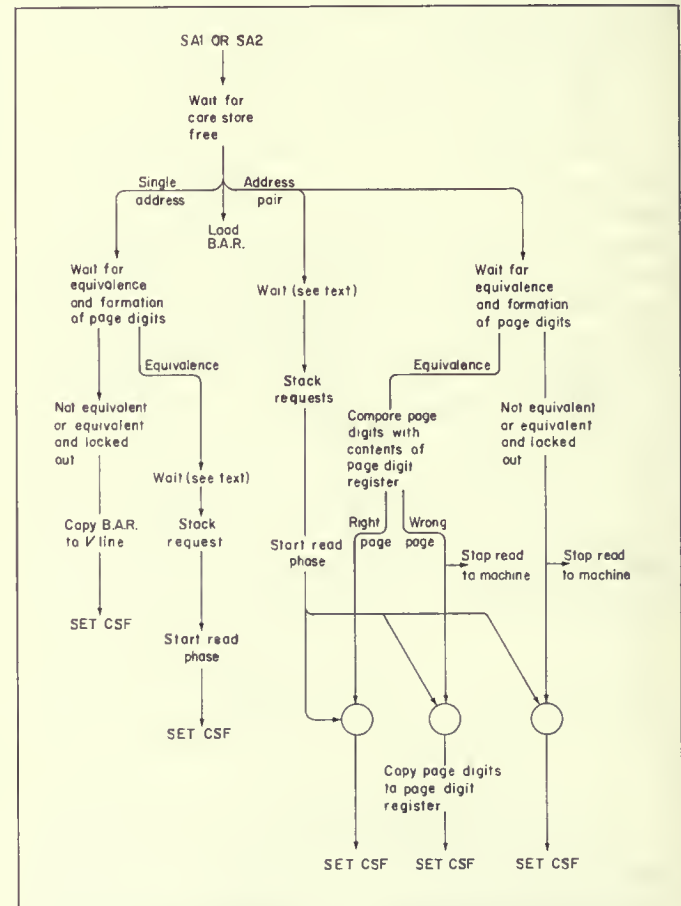 SA1 OR SA2
Wait for
core store
free
Single
address
Address
pair
Load
B.A.R.
Wait for
equivalence
and formation
of page digits
Wait (see text)
Wait for
equivalence
and formation
of page digits
Equivalence
Equivalence
Stack
requests
Not equivalent
or equivalent
and locked
out
Compare page
digits with
contents of
page digit
register
Not equivalent
or equivalent
and locked
out
Wait (see text)
Copy B.A.R.
to V line
Stack
request
Start read
phase
Right
page
Wrong
page
Stop read
to machine
Stop read
to machine
SET CSF
Start read
phase
SET CSF
Copy page digits
to page digit
register
SET CSF
SET CSF
SET CSF